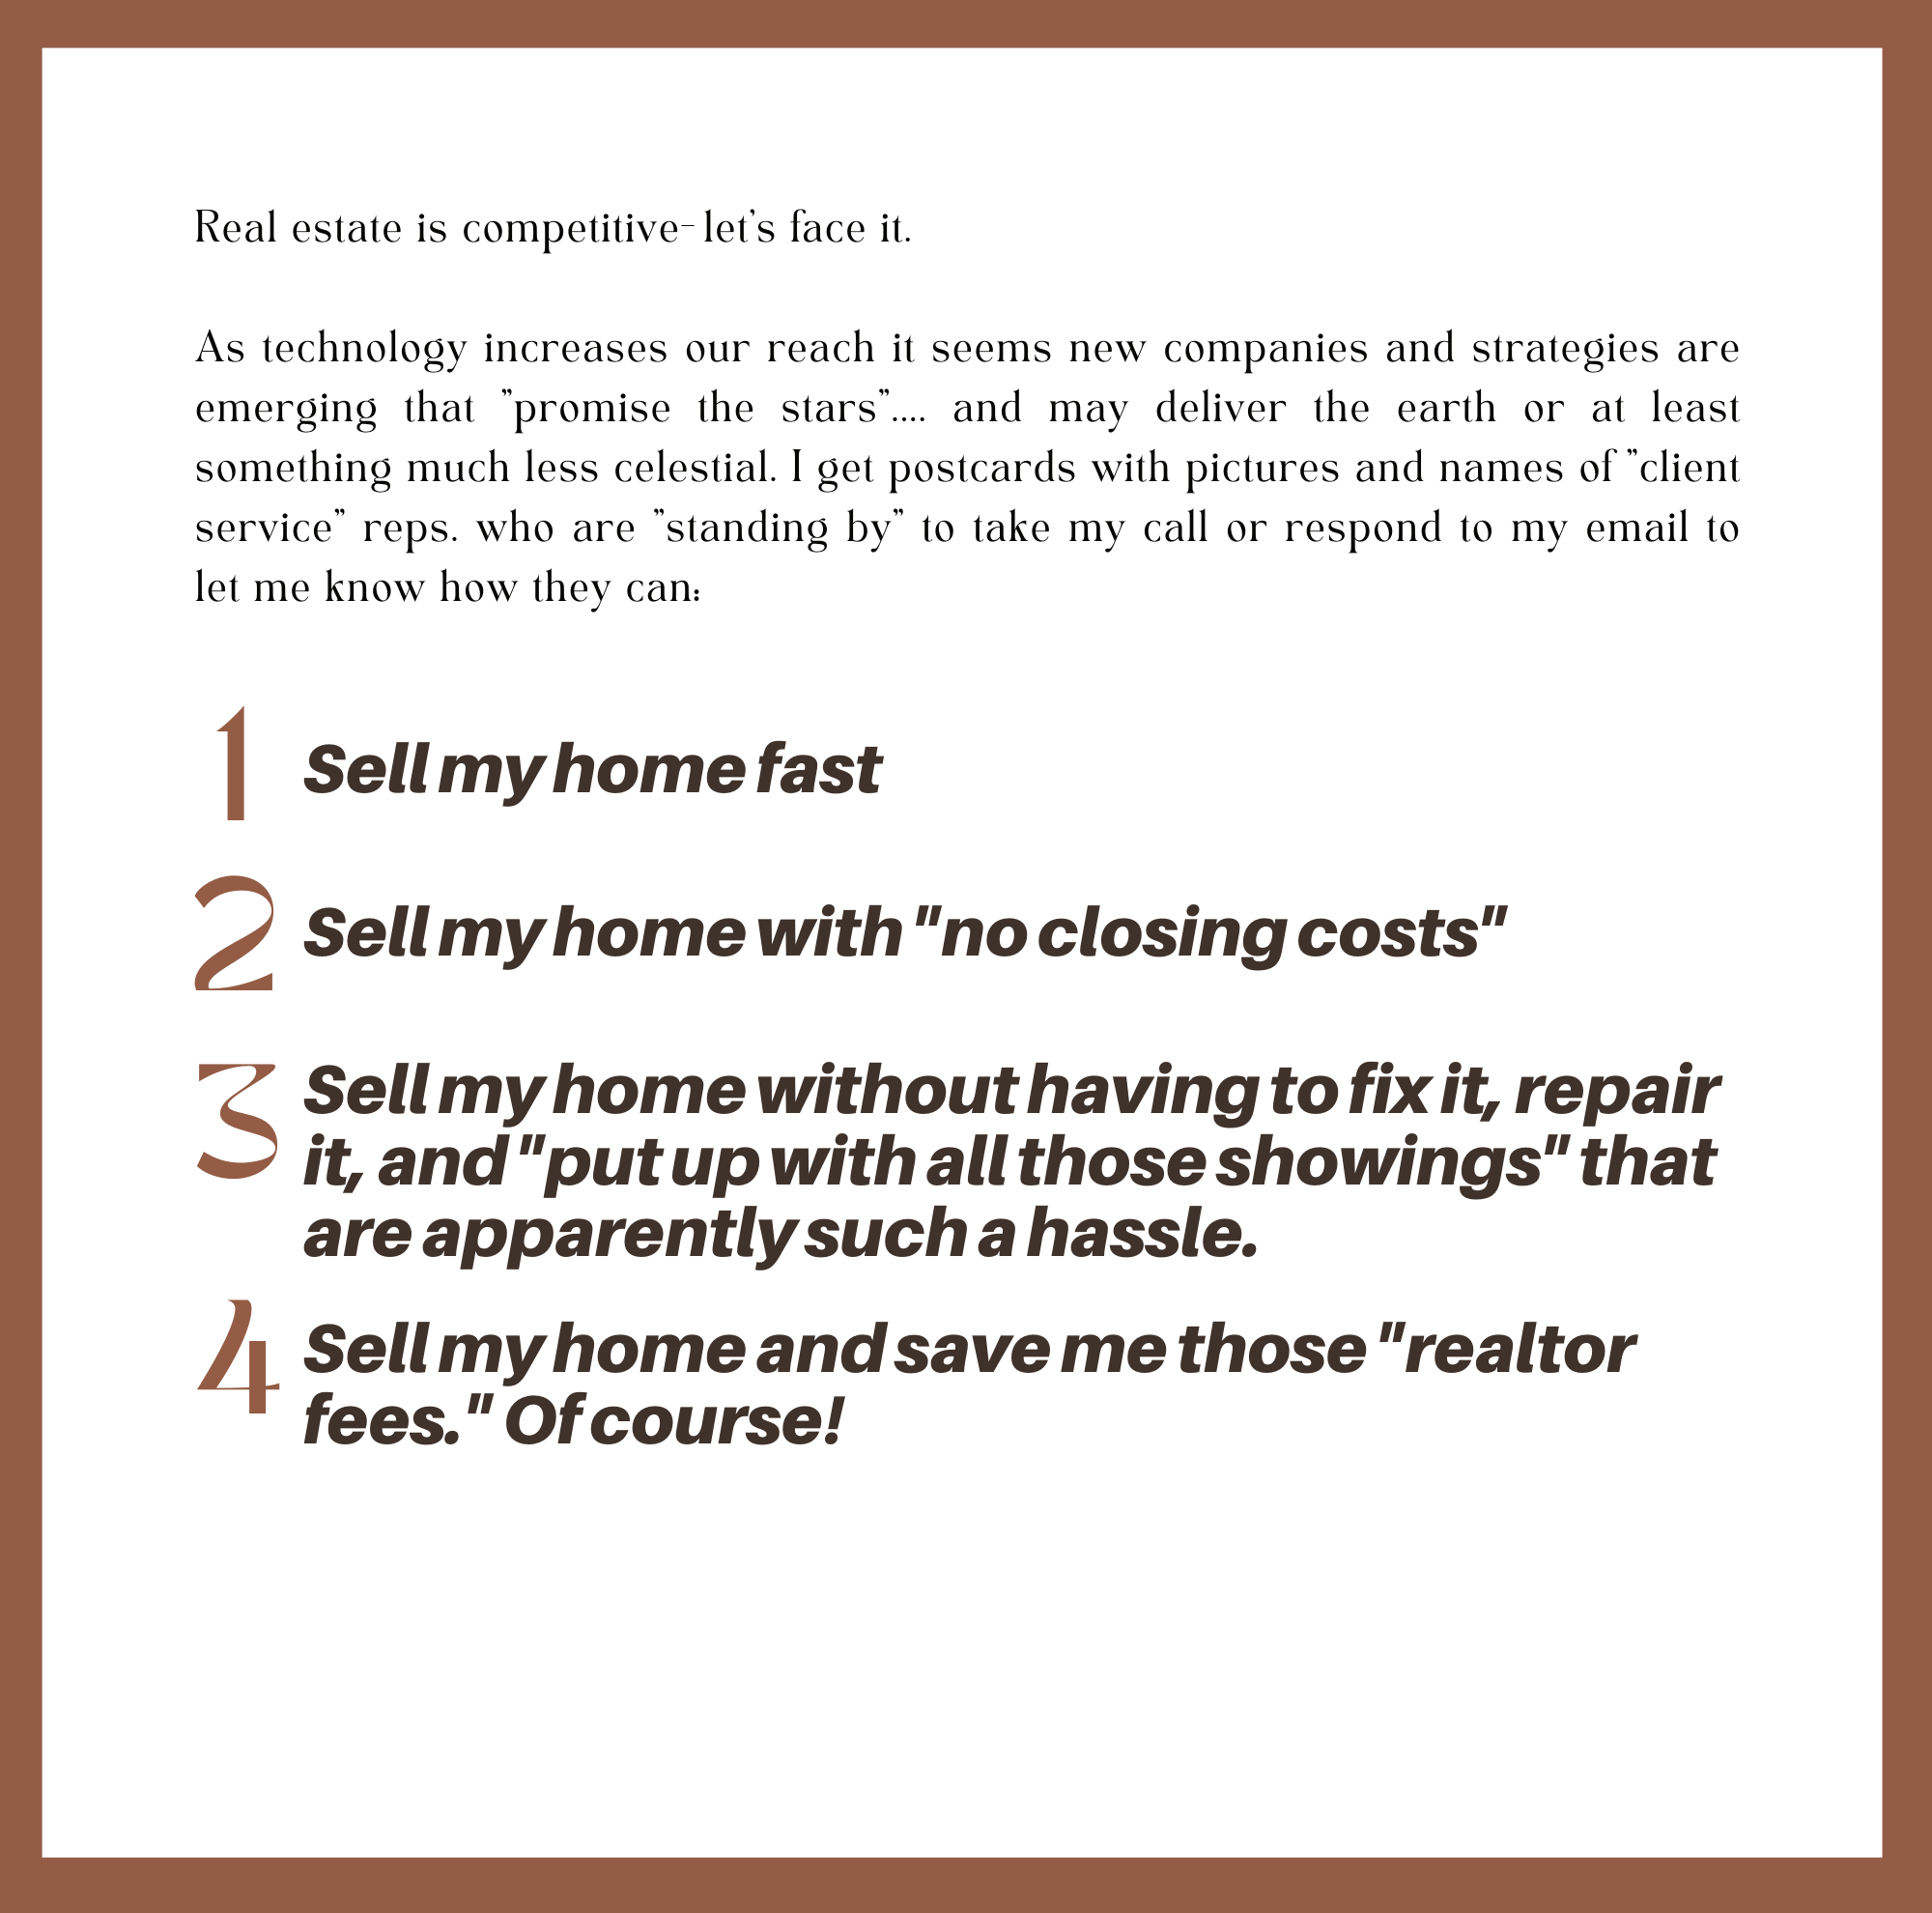 Real estate is competitive-let's face it.
As technology increases our reach it seems new companies and strategies are
emerging that "promise the stars".... and may deliver the earth or at least
something much less celestial. I get postcards with pictures and names of "client
service" reps. who are "standing by" to take my call or respond to my email to
let me know how they can:
1 Sell my home fast
2 Sell my home with "no closing costs"
3 Sell my home without having to fix it, repair
it, and "put up with all those showings" that
are apparently such a hassle.
4 Sell my home and save me those "realtor
fees." Of course!